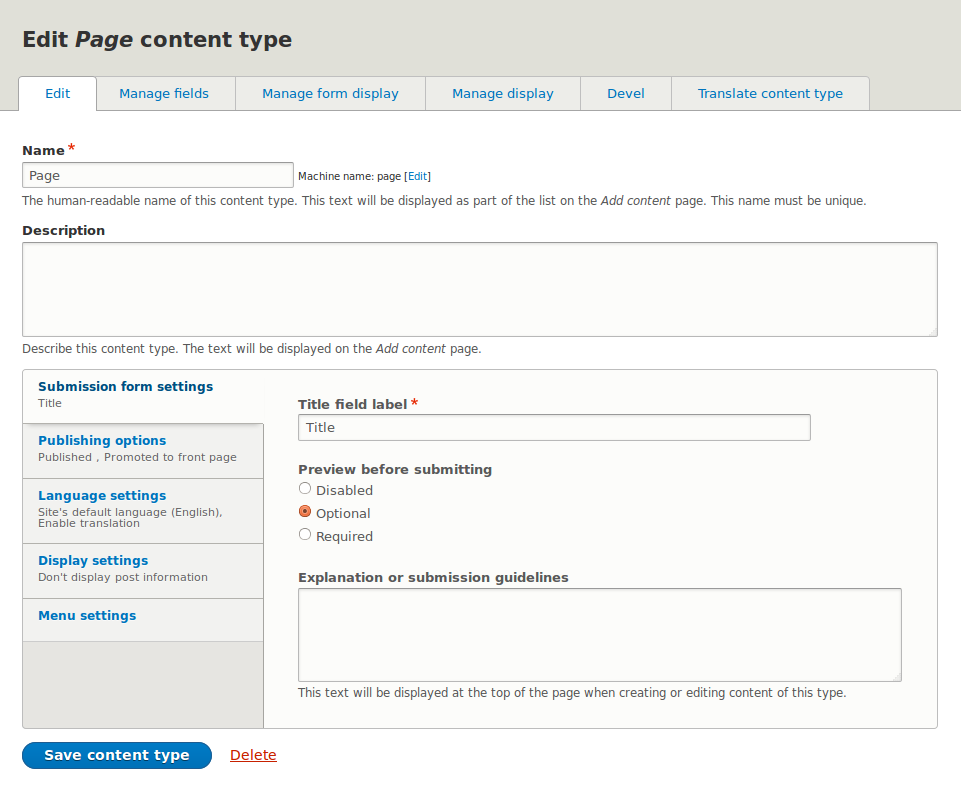 Edit Page content type
Edit
Manage fields
Manage form display
Manage display
Devel
Translate content type
Name *
Page
Machine name: page [Edit]
The human-readable name of this content type. This text will be displayed as part of the list on the Add content page. This name must be unique.
Description
Describe this content type. The text will be displayed on the Add content page.
Submission form settings
Title
Publishing options
Published , Promoted to front page
Language settings
Site's default language (English),
Enable translation
Display settings
Don't display post information
Menu settings
Title field label *
Title
Preview before submitting
Disabled
Optional
Required
Explanation or submission guidelines
This text will be displayed at the top of the page when creating or editing content of this type.
Save content type
Delete